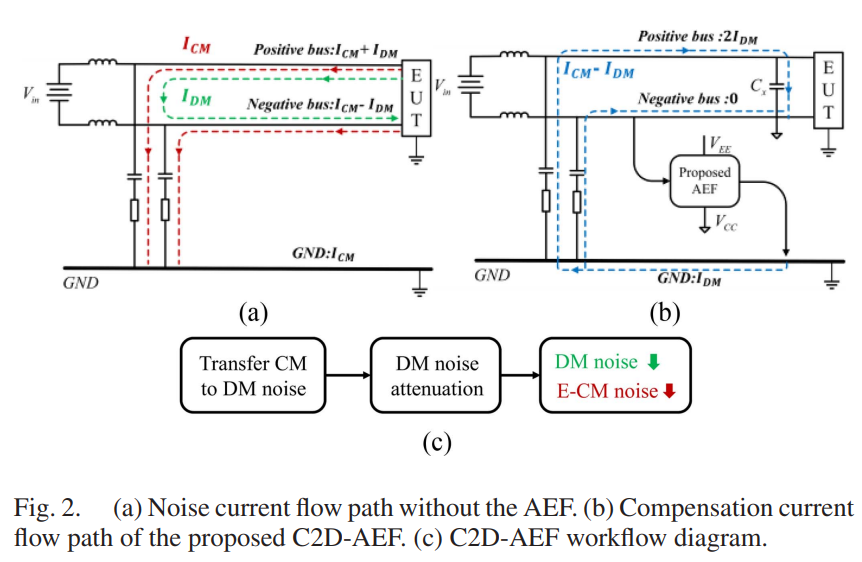 I_CM
Positive bus:I_CM+ I_DM
V_in
I_DM
Negative bus:I_CM- I_DM
E
U
T
GND:I_CM
GND
(a)
Positive bus :2I_DM
V_in
I_CM- I_DM
C_x
Negative bus :0
E
U
T
V_EE
Proposed
AEF
V_CC
GND
GND:I_DM
(b)
Transfer CM
to DM noise
DM noise
attenuation
DM noise
E-CM noise
(c)
Fig. 2. (a) Noise current flow path without the AEF. (b) Compensation current
flow path of the proposed C2D-AEF. (c) C2D-AEF workflow diagram.